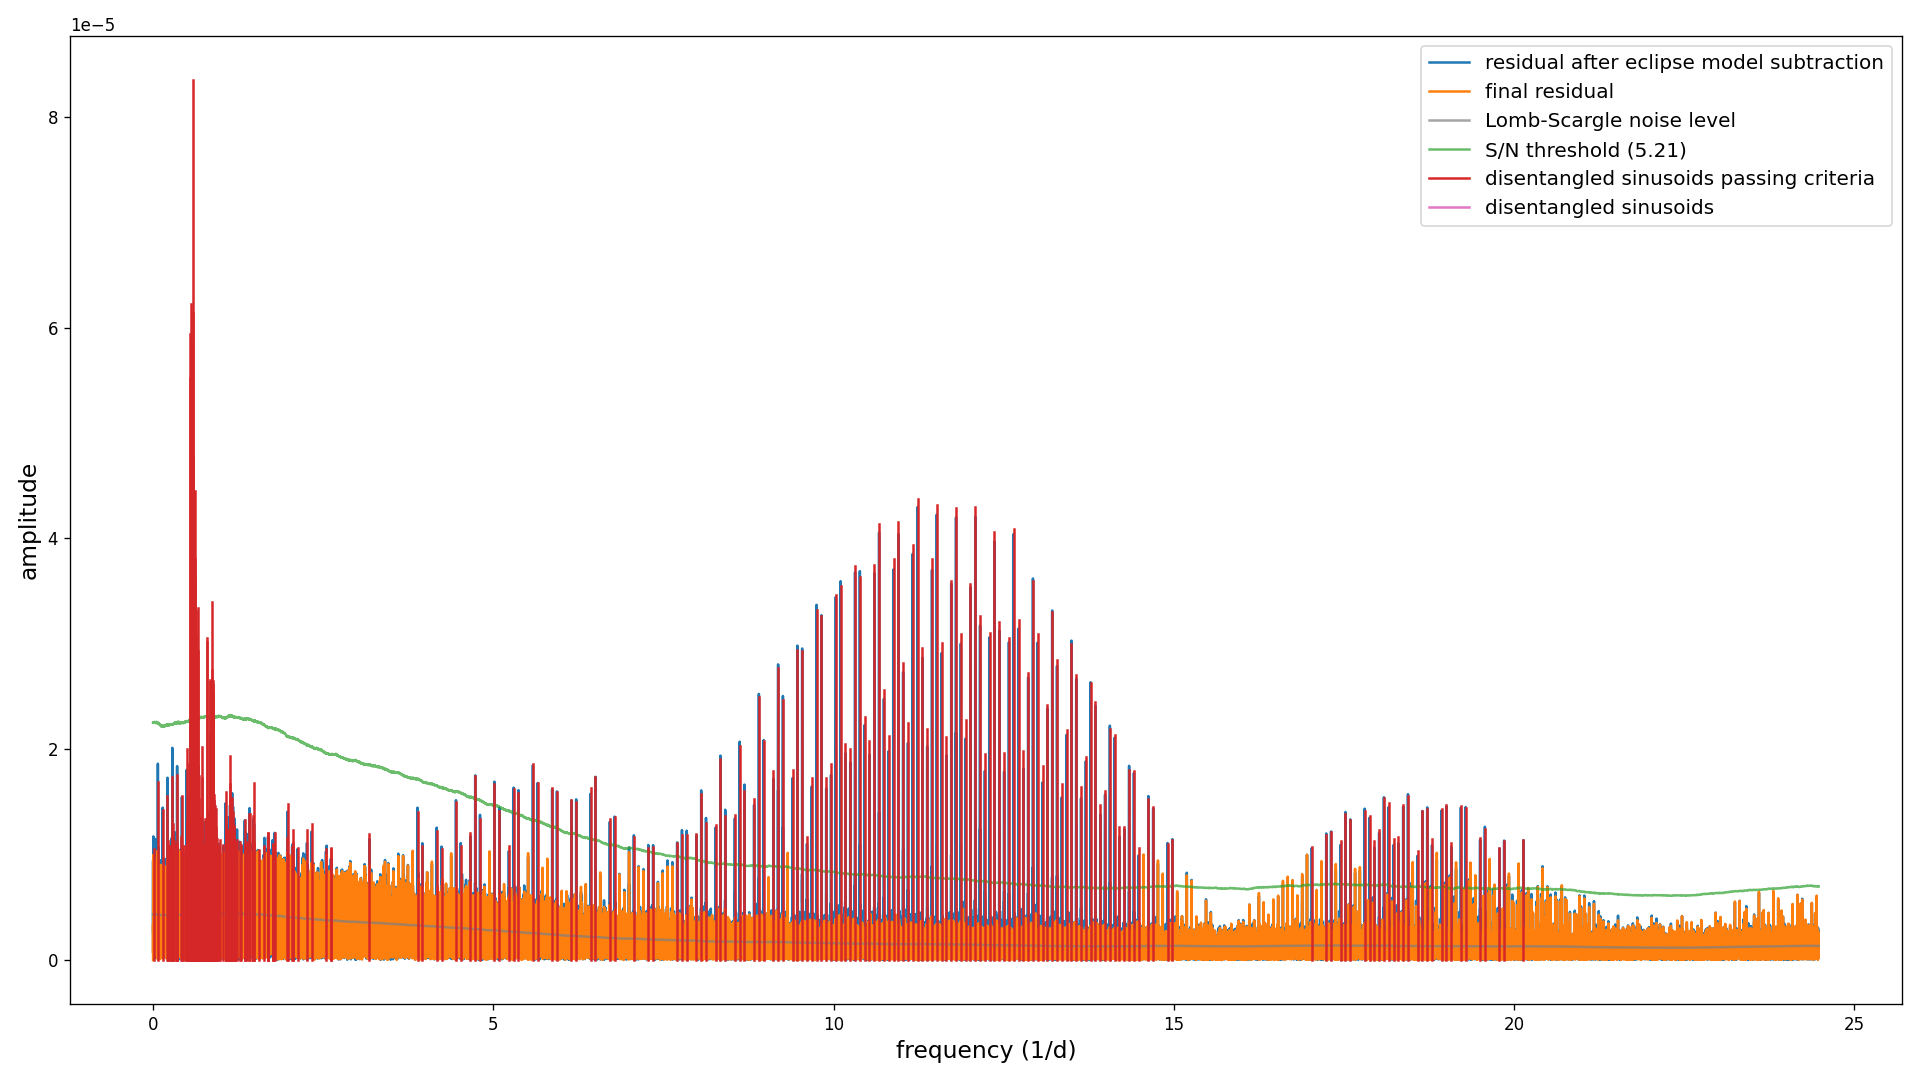 1e−5
residual after eclipse model subtraction
final residual
Lomb-Scargle noise level
S/N threshold (5.21)
disentangled sinusoids passing criteria
disentangled sinusoids
8
6
4
2
0
amplitude
0 5 10 15 20 25
frequency (1/d)